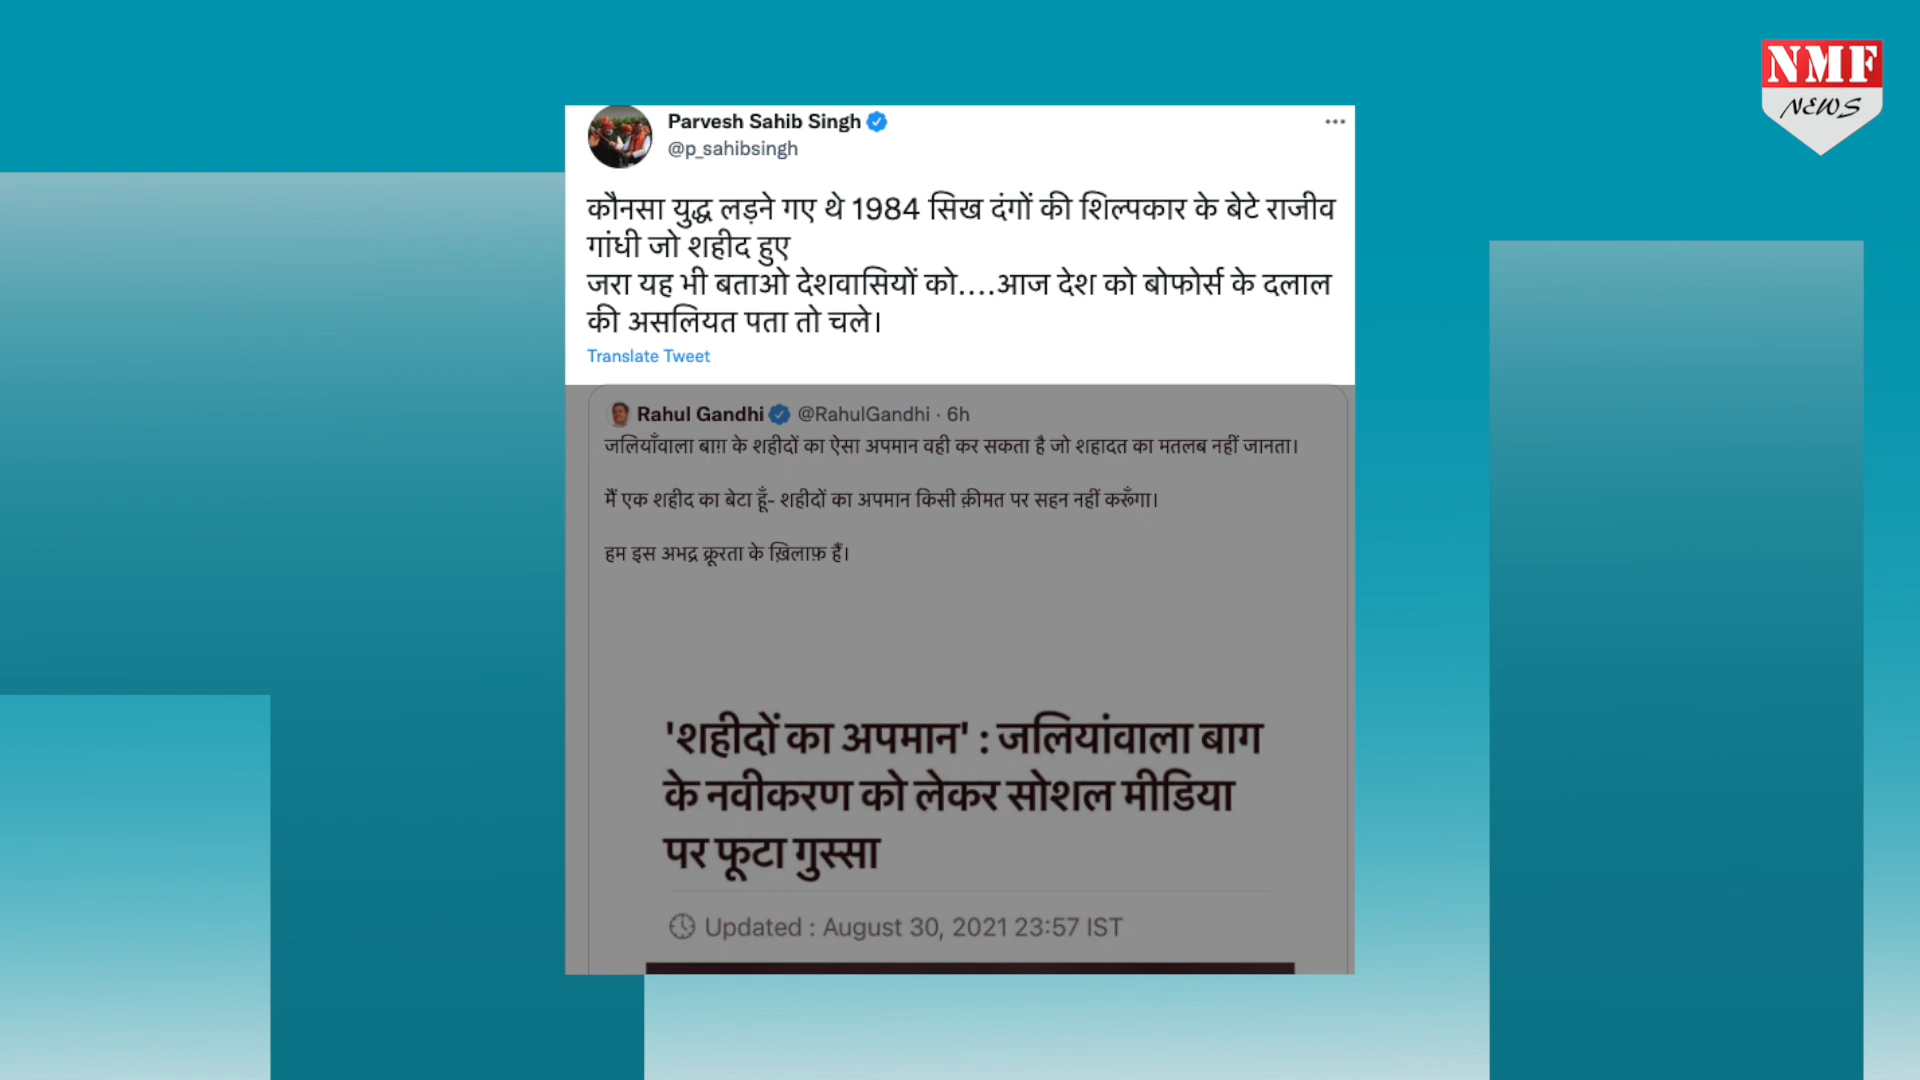 NMF
NEWS
Parvesh Sahib Singh
@p_sahibsingh
कौनसा युद्ध लड़ने गए थे 1984 सिख दंगों की शिल्पकार के बेटे राजीव
गांधी जो शहीद हुए
जरा यह भी बताओ देशवासियों को....आज देश को बोफोर्स के दलाल
की असलियत पता तो चले।
Translate Tweet
Rahul Gandhi @RahulGandhi · 6h
जलियाँवाला बाग़ के शहीदों का ऐसा अपमान वही कर सकता है जो शहादत का मतलब नहीं जानता।
मैं एक शहीद का बेटा हूँ- शहीदों का अपमान किसी क़ीमत पर सहन नहीं करूँगा।
हम इस अभद्र क्रूरता के ख़िलाफ़ हैं।
'शहीदों का अपमान' : जलियांवाला बाग
के नवीकरण को लेकर सोशल मीडिया
पर फूटा गुस्सा
Updated : August 30, 2021 23:57 IST